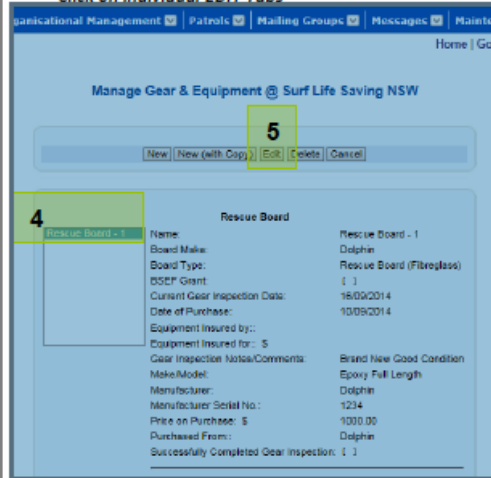 ganisational Management | Patrols | Mailing Groups | Messages | Mainte
Home | Go
Manage Gear & Equipment @ Surf Life Saving NSW
5
New New (with Copy) Edit Delete Cancel
4
Rescue Board
Rescue Board - 1
Name: Rescue Board - 1
Board Make: Dolphin
Board Type: Rescue Board (Fibreglass)
BSEF Grant: [ ]
Current Gear Inspection Date: 16/09/2014
Date of Purchase: 10/09/2014
Equipment Insured by::
Equipment Insured for:: $
Gear Inspection Notes/Comments: Brand New Good Condition
Make/Model: Epoxy Full Length
Manufacturer: Dolphin
Manufacturer Serial No.: 1234
Price on Purchase: $ 1000.00
Purchased From:: Dolphin
Successfully Completed Gear Inspection: [ ]